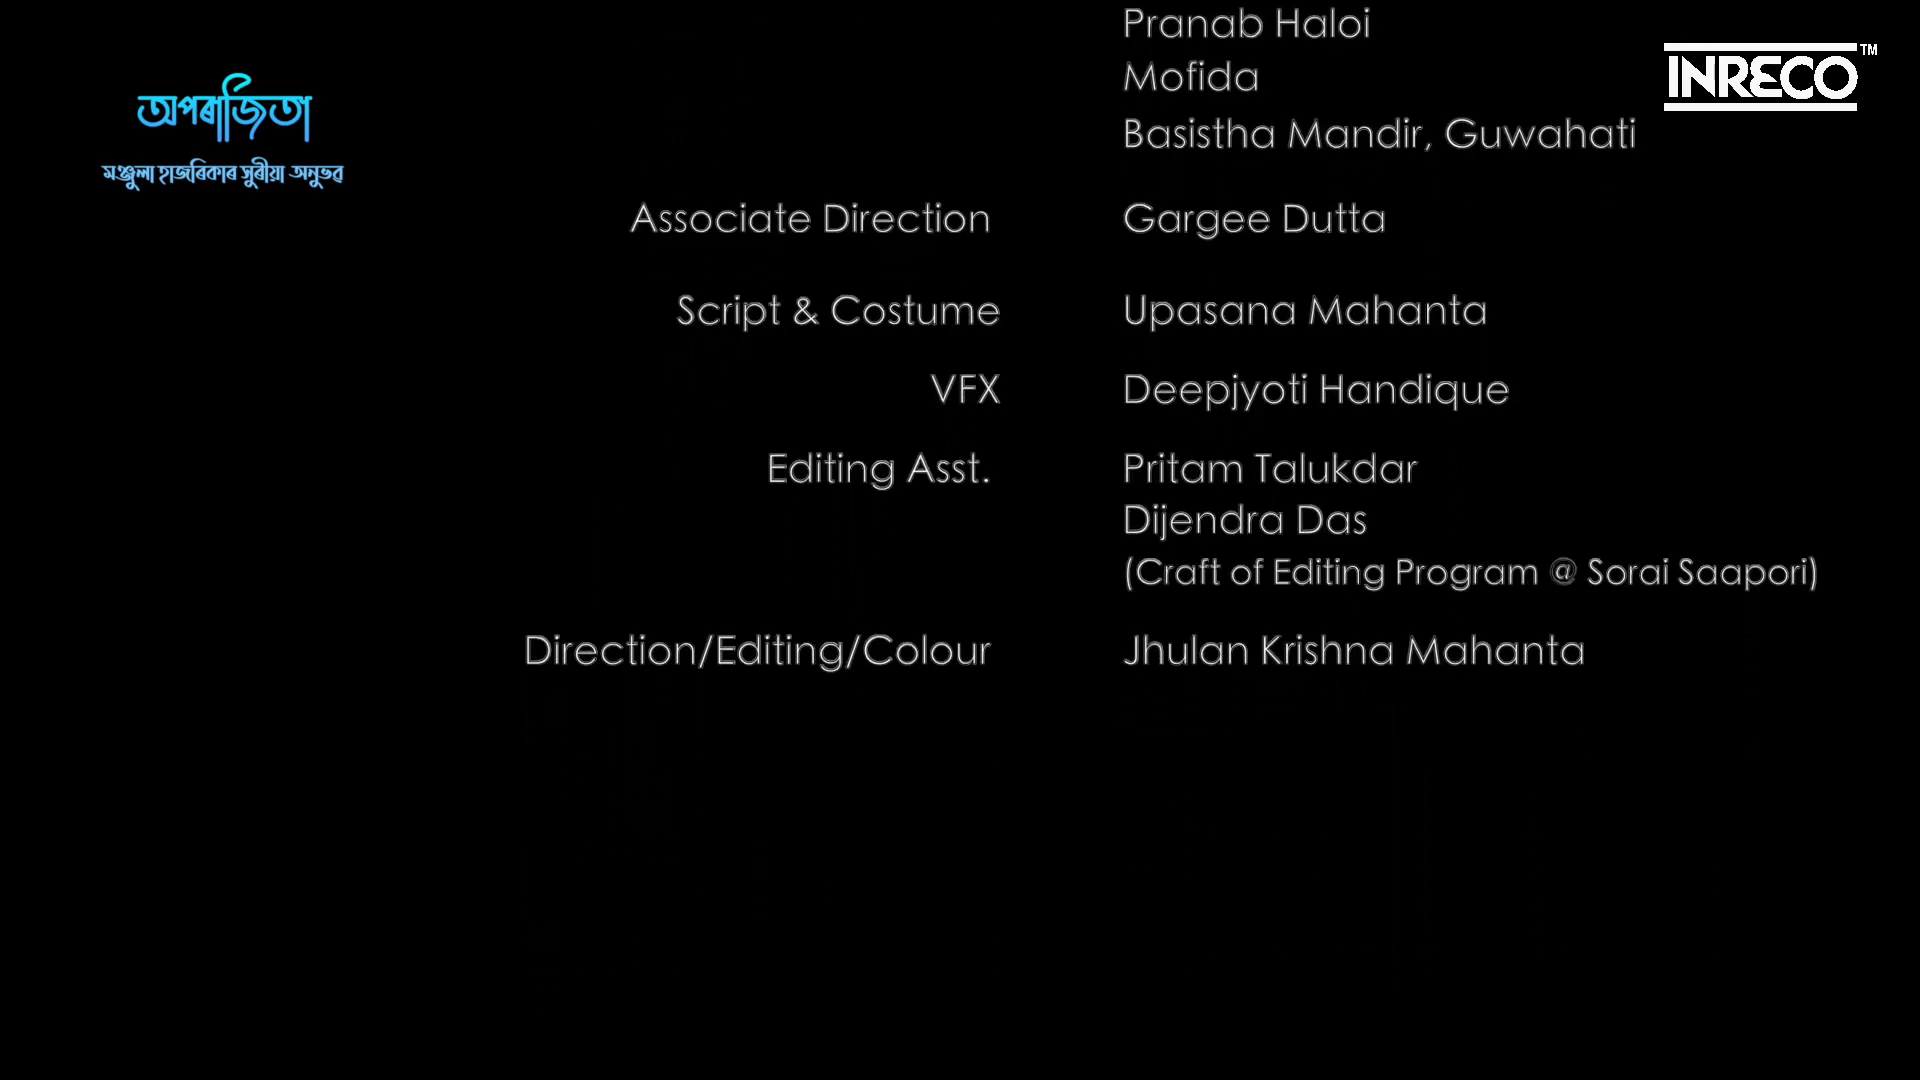 Pranab Haloi
Mofida
Basistha Mandir, Guwahati
INRECO™
অপৰাজিতা
মঞ্জুলা হাজৰিকাৰ সুৰীয়া অনুভৱ
Associate Direction Gargee Dutta
Script & Costume Upasana Mahanta
VFX Deepjyoti Handique
Editing Asst. Pritam Talukdar
Dijendra Das
(Craft of Editing Program @ Sorai Saapori)
Direction/Editing/Colour Jhulan Krishna Mahanta